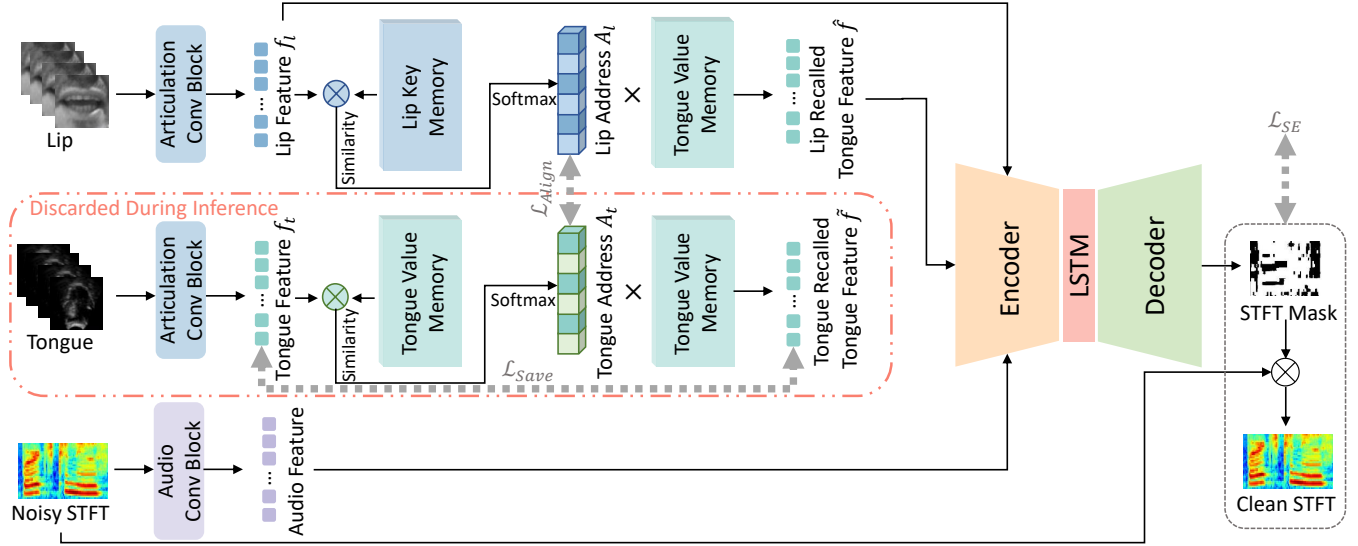 Lip
Articulation
Conv Block
Lip Feature f_l
Similarity
Lip Key
Memory
Softmax
Lip Address A_l
×
Tongue Value
Memory
Lip Recalled
Tongue Feature f̂
ℒ_Align
Discarded During Inference
Tongue
Articulation
Conv Block
Tongue Feature f_t
Similarity
Tongue Value
Memory
Softmax
Tongue Address A_t
×
Tongue Value
Memory
Tongue Recalled
Tongue Feature f̃
ℒ_Save
Noisy STFT
Audio
Conv Block
Audio Feature
Encoder
LSTM
Decoder
ℒ_SE
STFT Mask
Clean STFT